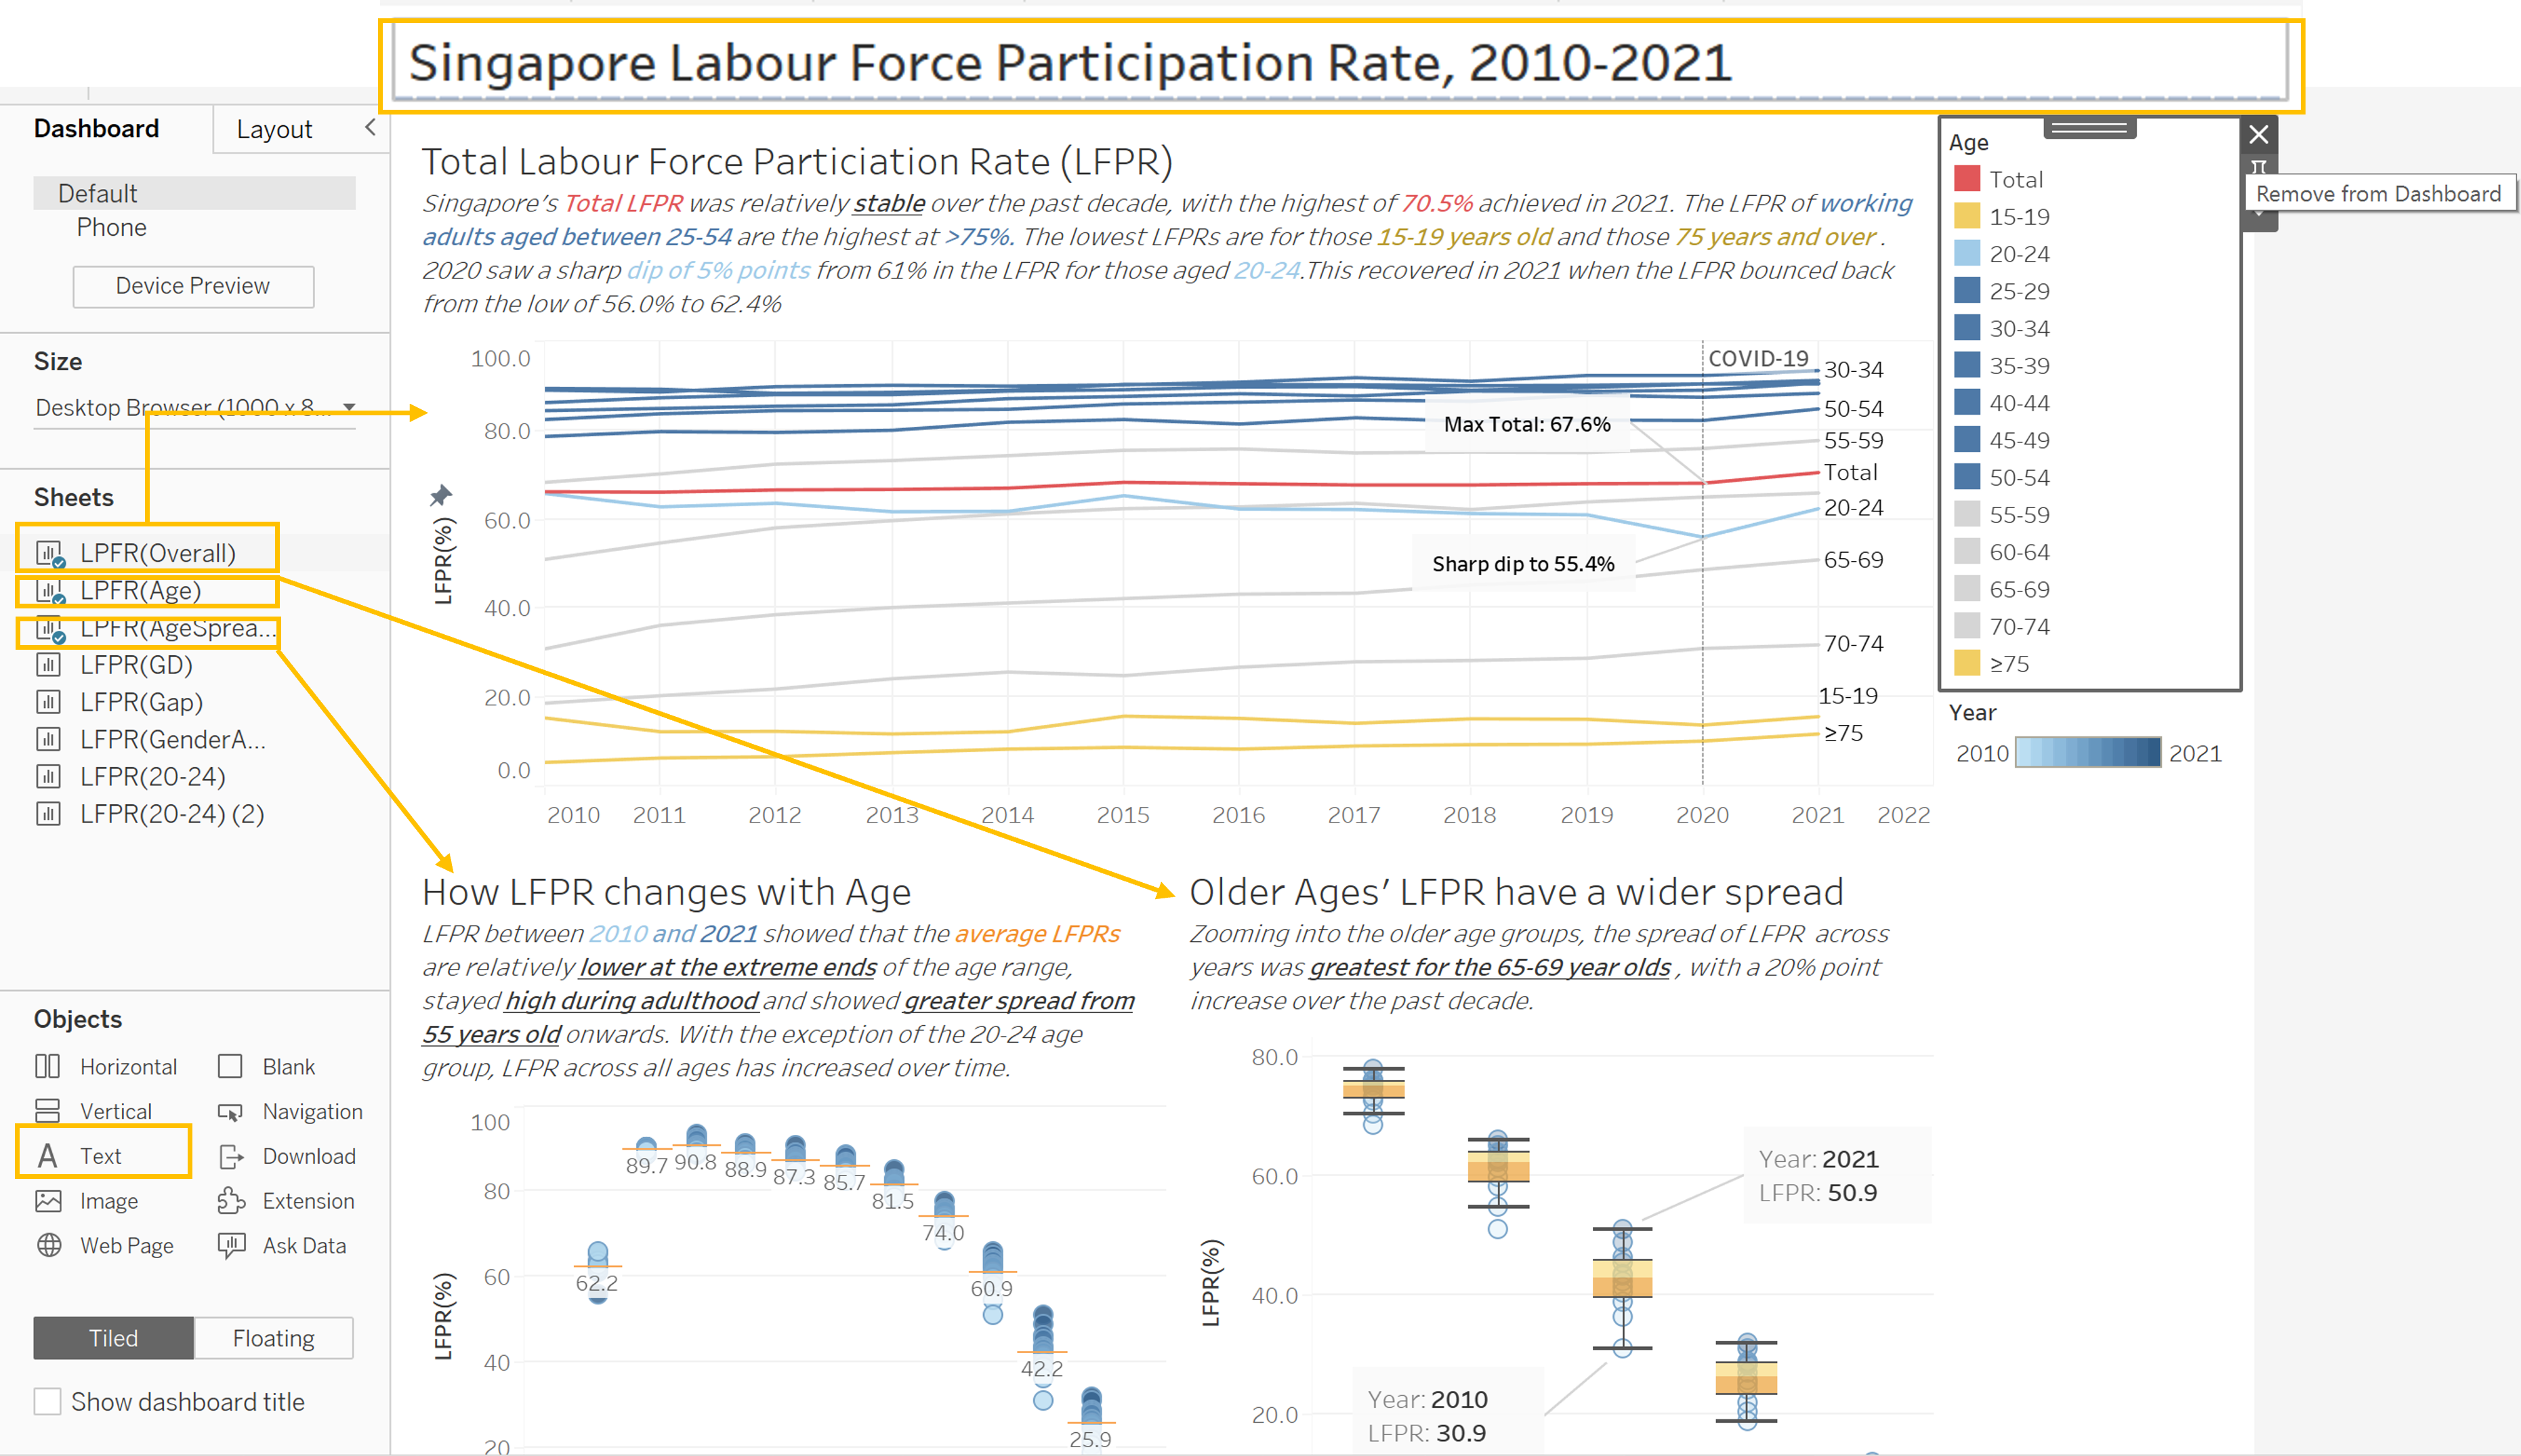 Singapore Labour Force Participation Rate, 2010-2021
Dashboard
Layout
Default
Phone
Device Preview
Size
Desktop Browser (1000 x 8...
Sheets
LPFR(Overall)
LPFR(Age)
LPFR(AgeSprea...
LFPR(GD)
LFPR(Gap)
LFPR(GenderA...
LFPR(20-24)
LFPR(20-24) (2)
Objects
Horizontal
Blank
Vertical
Navigation
Text
Download
Image
Extension
Web Page
Ask Data
Tiled
Floating
Show dashboard title
Total Labour Force Particiation Rate (LFPR)
Singapore's Total LFPR was relatively stable over the past decade, with the highest of 70.5% achieved in 2021. The LFPR of working
adults aged between 25-54 are the highest at >75%. The lowest LFPRs are for those 15-19 years old and those 75 years and over .
2020 saw a sharp dip of 5% points from 61% in the LFPR for those aged 20-24.This recovered in 2021 when the LFPR bounced back
from the low of 56.0% to 62.4%
100.0
80.0
60.0
40.0
20.0
0.0
LFPR(%)
COVID-19
Max Total: 67.6%
Sharp dip to 55.4%
30-34
50-54
55-59
Total
20-24
65-69
70-74
15-19
≥75
2010 2011 2012 2013 2014 2015 2016 2017 2018 2019 2020 2021 2022
Age
Total
15-19
20-24
25-29
30-34
35-39
40-44
45-49
50-54
55-59
60-64
65-69
70-74
≥75
Remove from Dashboard
Year
2010 2021
How LFPR changes with Age
LFPR between 2010 and 2021 showed that the average LFPRs
are relatively lower at the extreme ends of the age range,
stayed high during adulthood and showed greater spread from
55 years old onwards. With the exception of the 20-24 age
group, LFPR across all ages has increased over time.
100
80
60
40
20
LFPR(%)
62.2
89.7
90.8
88.9
87.3
85.7
81.5
74.0
60.9
42.2
25.9
Older Ages' LFPR have a wider spread
Zooming into the older age groups, the spread of LFPR across
years was greatest for the 65-69 year olds , with a 20% point
increase over the past decade.
80.0
60.0
40.0
20.0
LFPR(%)
Year: 2021
LFPR: 50.9
Year: 2010
LFPR: 30.9